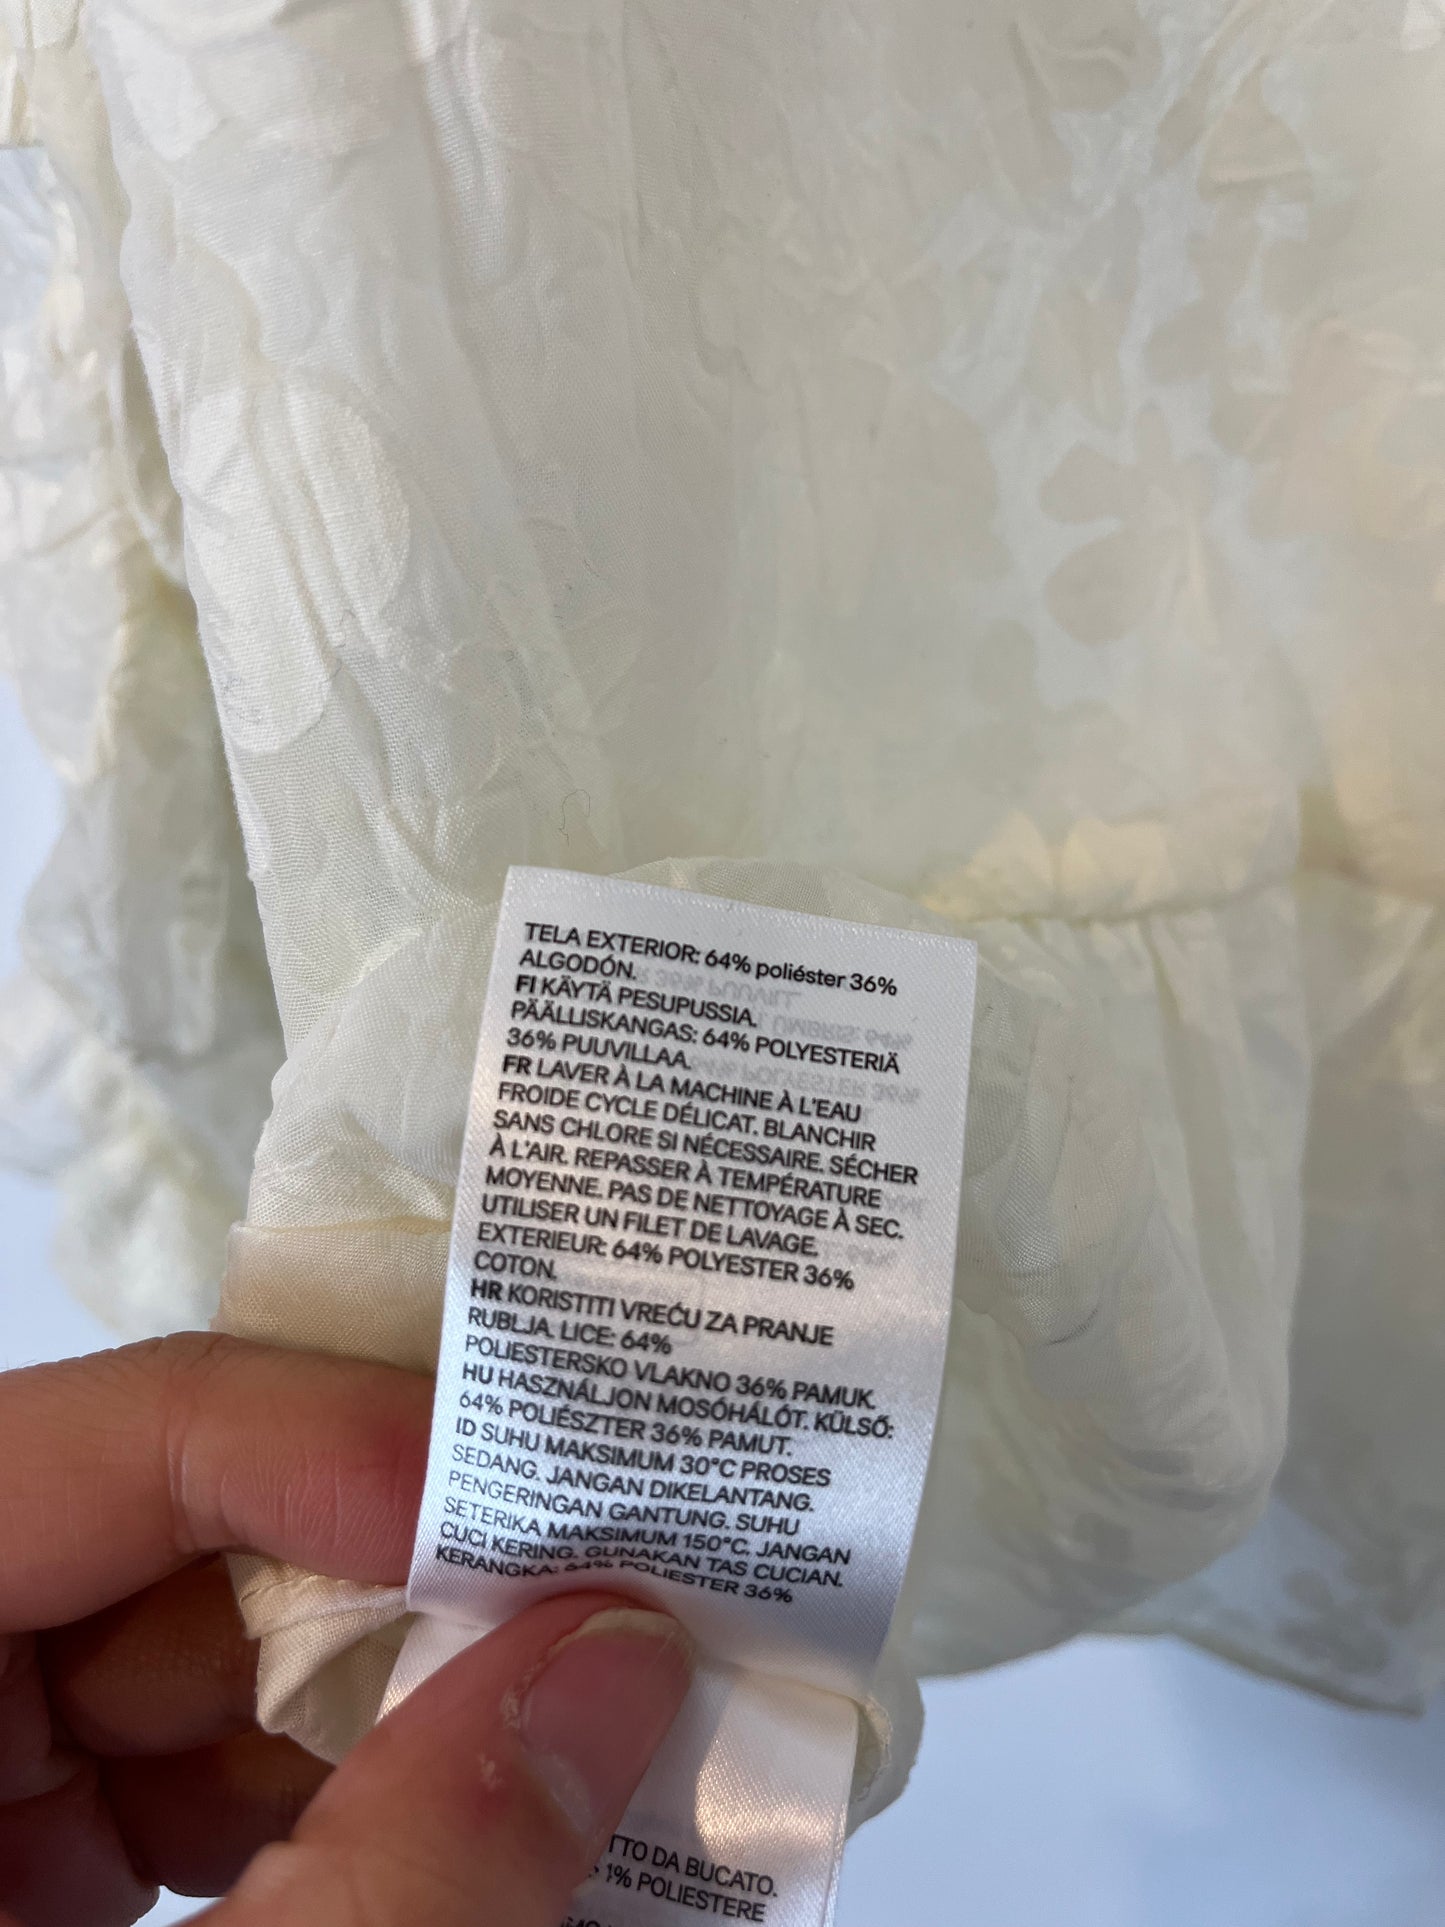 TELA EXTERIOR: 64% poliéster 36%
ALGODÓN.
FI KÄYTÄ PESUPUSSIA.
PÄÄLLISKANGAS: 64% POLYESTERIÄ
36% PUUVILLAA.
FR LAVER À LA MACHINE À L'EAU
FROIDE CYCLE DÉLICAT. BLANCHIR
SANS CHLORE SI NÉCESSAIRE. SÉCHER
À L'AIR. REPASSER À TEMPÉRATURE
MOYENNE. PAS DE NETTOYAGE À SEC.
UTILISER UN FILET DE LAVAGE.
EXTERIEUR: 64% POLYESTER 36%
COTON.
HR KORISTITI VREĆU ZA PRANJE
RUBLJA. LICE: 64%
POLIESTERSKO VLAKNO 36% PAMUK.
HU HASZNÁLJON MOSÓHÁLÓT. KÜLSŐ:
64% POLIÉSZTER 36% PAMUT.
ID SUHU MAKSIMUM 30°C PROSES
SEDANG. JANGAN DIKELANTANG.
PENGERINGAN GANTUNG. SUHU
SETERIKA MAKSIMUM 150°C. JANGAN
CUCI KERING. GUNAKAN TAS CUCIAN.
KERANGKA: 64% POLIESTER 36%
TTO DA BUCATO.
% POLIESTERE